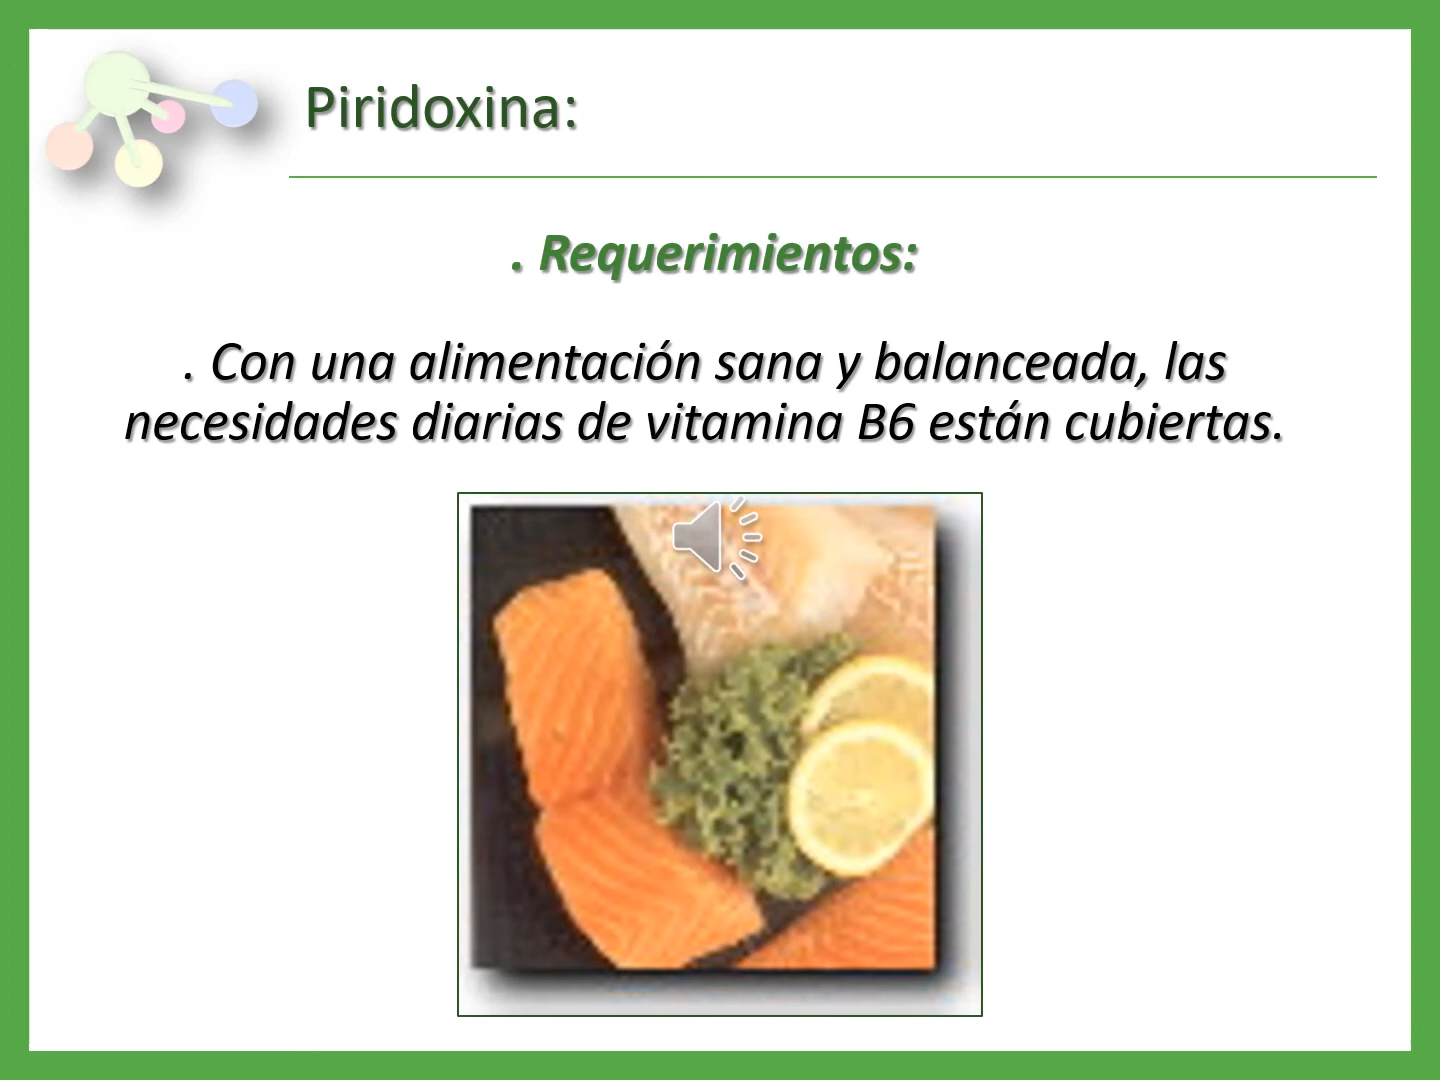 Piridoxina:
. Requerimientos:
. Con una alimentación sana y balanceada, las
necesidades diarias de vitamina B6 están cubiertas.